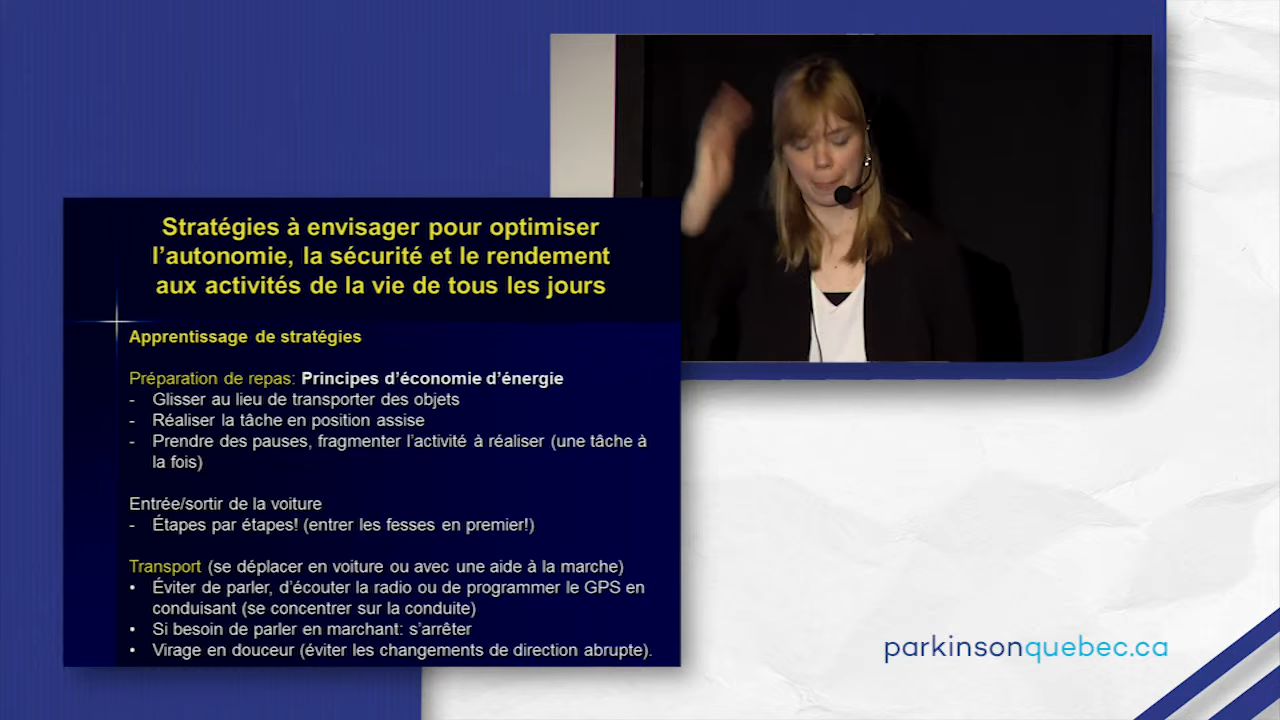 Stratégies à envisager pour optimiser
l'autonomie, la sécurité et le rendement
aux activités de la vie de tous les jours
Apprentissage de stratégies
Préparation de repas: Principes d'économie d'énergie
- Glisser au lieu de transporter des objets
- Réaliser la tâche en position assise
- Prendre des pauses, fragmenter l'activité à réaliser (une tâche à
la fois)
Entrée/sortir de la voiture
- Étapes par étapes! (entrer les fesses en premier!)
Transport (se déplacer en voiture ou avec une aide à la marche)
• Éviter de parler, d'écouter la radio ou de programmer le GPS en
conduisant (se concentrer sur la conduite)
• Si besoin de parler en marchant: s'arrêter
• Virage en douceur (éviter les changements de direction abrupte).
parkinsonquebec.ca